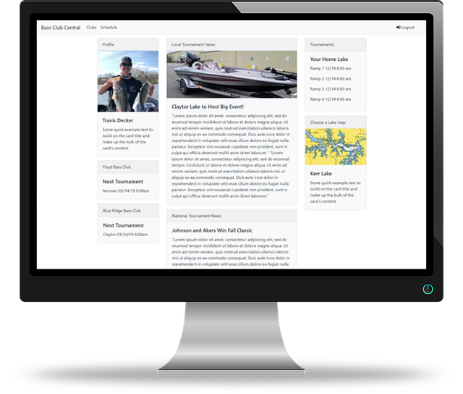 Bass Club Central Clubs Schedule Logout
Profile
Travis Decker
Some quick example text to
build on the card title and
make up the bulk of the
card's content.
Floyd Bass Club
Next Tournament
Norman 05/14/19 6:00am
Blue Ridge Bass Club
Next Tournament
Claytor 03/24/19 6:00am
Local Tournament News
Claytor Lake to Host Big Event!
"Lorem ipsum dolor sit amet, consectetur adipiscing elit, sed do
eiusmod tempor incididunt ut labore et dolore magna aliqua. Ut
enim ad minim veniam, quis nostrud exercitation ullamco laboris
nisi ut aliquip ex ea commodo consequat. Duis aute irure dolor in
reprehenderit in voluptate velit esse cillum dolore eu fugiat nulla
pariatur. Excepteur sint occaecat cupidatat non proident, sunt in
culpa qui officia deserunt mollit anim id est laborum." "Lorem
ipsum dolor sit amet, consectetur adipiscing elit, sed do eiusmod
tempor incididunt ut labore et dolore magna aliqua. Ut enim ad
minim veniam, quis nostrud exercitation ullamco laboris nisi ut
aliquip ex ea commodo consequat. Duis aute irure dolor in
reprehenderit in voluptate velit esse cillum dolore eu fugiat nulla
pariatur. Excepteur sint occaecat cupidatat non proident, sunt in
culpa qui officia deserunt mollit anim id est laborum."
National Tournament News
Johnson and Akers Win Fall Classic
"Lorem ipsum dolor sit amet, consectetur adipiscing elit, sed do
eiusmod tempor incididunt ut labore et dolore magna aliqua. Ut
enim ad minim veniam, quis nostrud exercitation ullamco laboris
nisi ut aliquip ex ea commodo consequat. Duis aute irure dolor in
reprehenderit in voluptate velit esse cillum dolore eu fugiat nulla
Tournaments
Your Home Lake
Ramp 1 12/14 6:00 am
Ramp 2 12/14 6:00 am
Ramp 3 12/14 6:00 am
Ramp 4 12/14 6:00 am
Choose a Lake map
Kerr Lake
Some quick example text to
build on the card title and
make up the bulk of the
card's content.